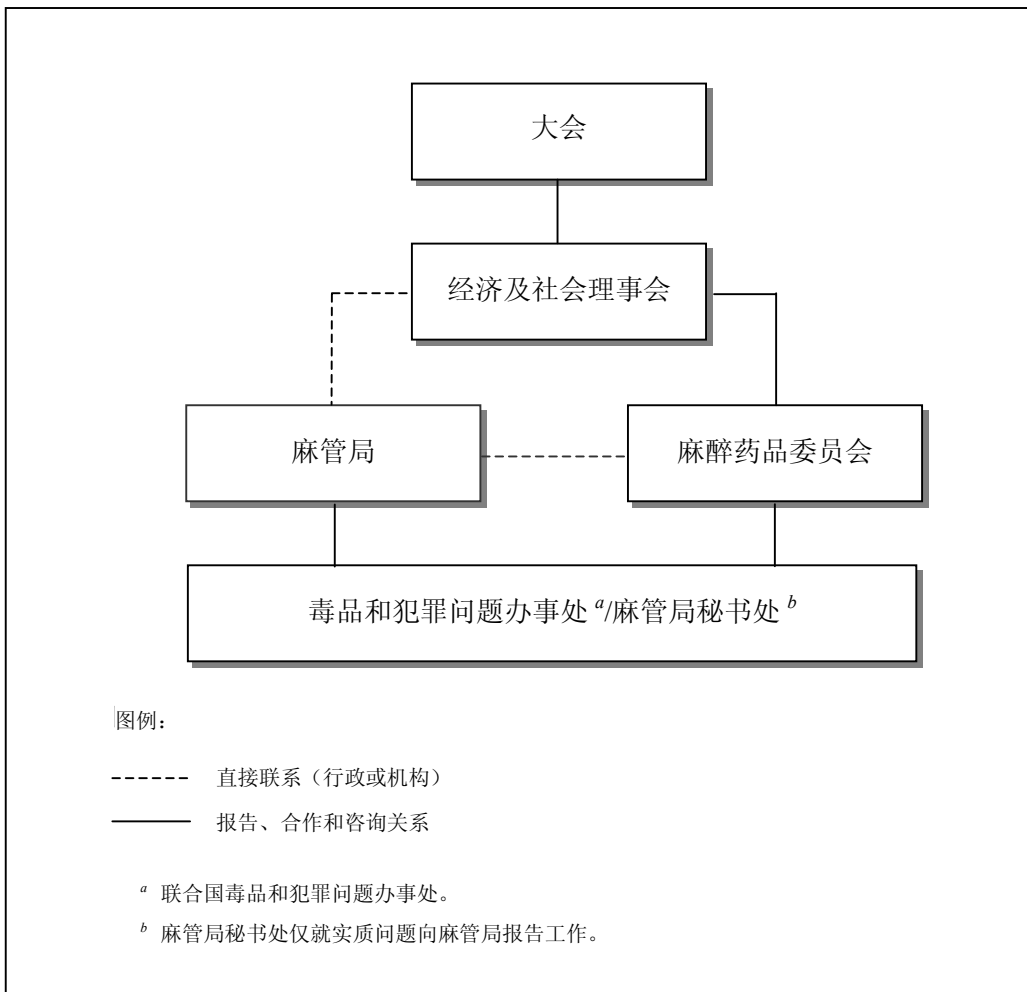 大会
经济及社会理事会
麻管局
麻醉药品委员会
毒品和犯罪问题办事处 a/麻管局秘书处 b
图例：
直接联系（行政或机构）
报告、合作和咨询关系
a 联合国毒品和犯罪问题办事处。
b 麻管局秘书处仅就实质问题向麻管局报告工作。